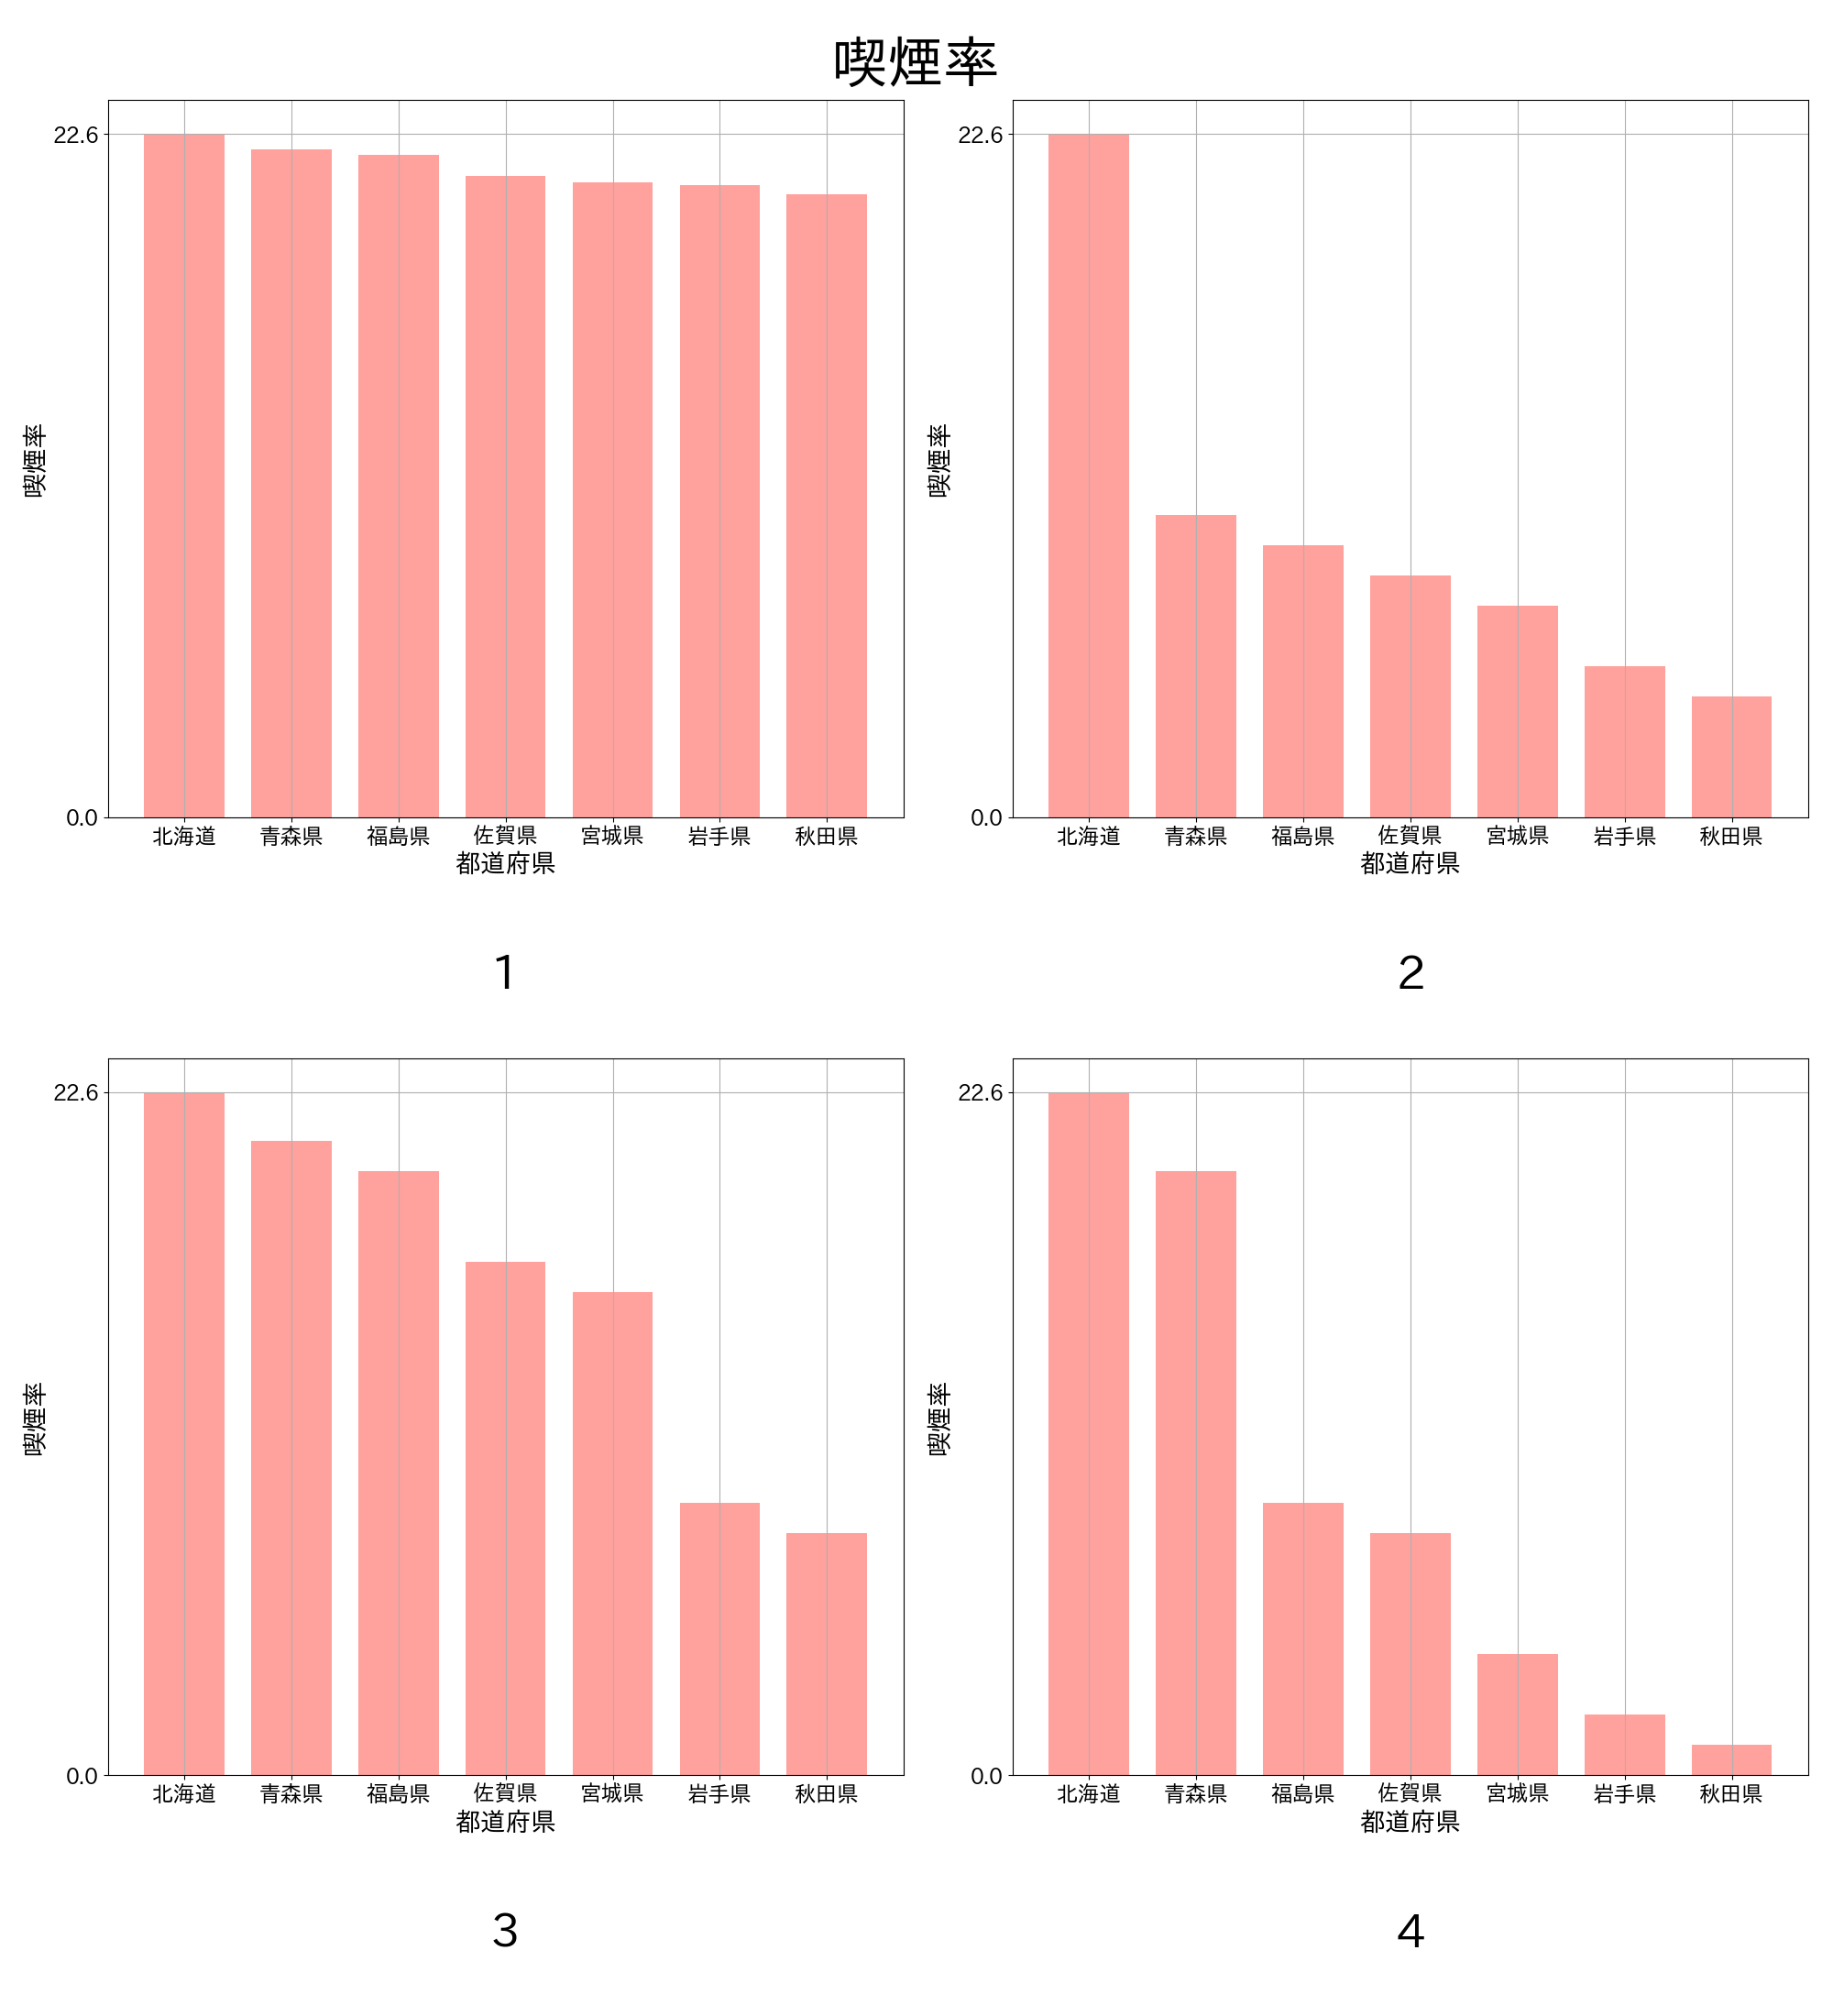 喫煙率
喫煙率
22.6
0.0
北海道 青森県 福島県 佐賀県 宮城県 岩手県 秋田県
都道府県
1
喫煙率
22.6
0.0
北海道 青森県 福島県 佐賀県 宮城県 岩手県 秋田県
都道府県
2
喫煙率
22.6
0.0
北海道 青森県 福島県 佐賀県 宮城県 岩手県 秋田県
都道府県
3
喫煙率
22.6
0.0
北海道 青森県 福島県 佐賀県 宮城県 岩手県 秋田県
都道府県
4